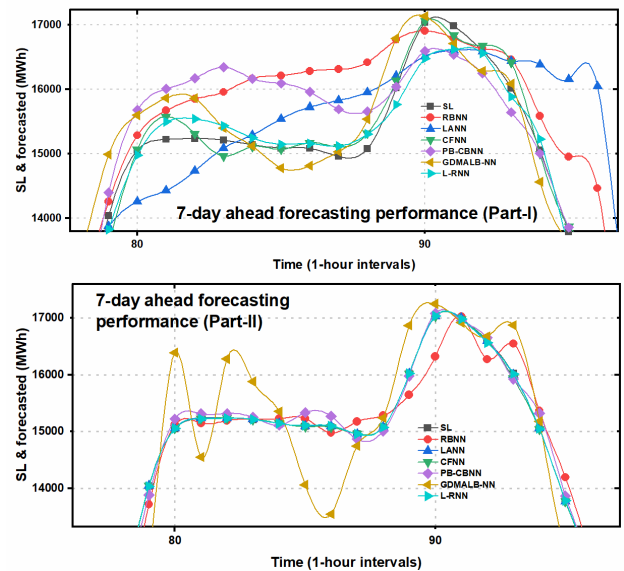 SL & forecasted (MWh)
17000
16000
15000
14000
SL
RBNN
LANN
CFNN
PB-CBNN
GDMALB-NN
L-RNN
7-day ahead forecasting performance (Part-I)
80
90
Time (1-hour intervals)
SL & forecasted (MWh)
7-day ahead forecasting
performance (Part-II)
17000
16000
15000
14000
SL
RBNN
LANN
CFNN
PB-CBNN
GDMALB-NN
L-RNN
80
90
Time (1-hour intervals)